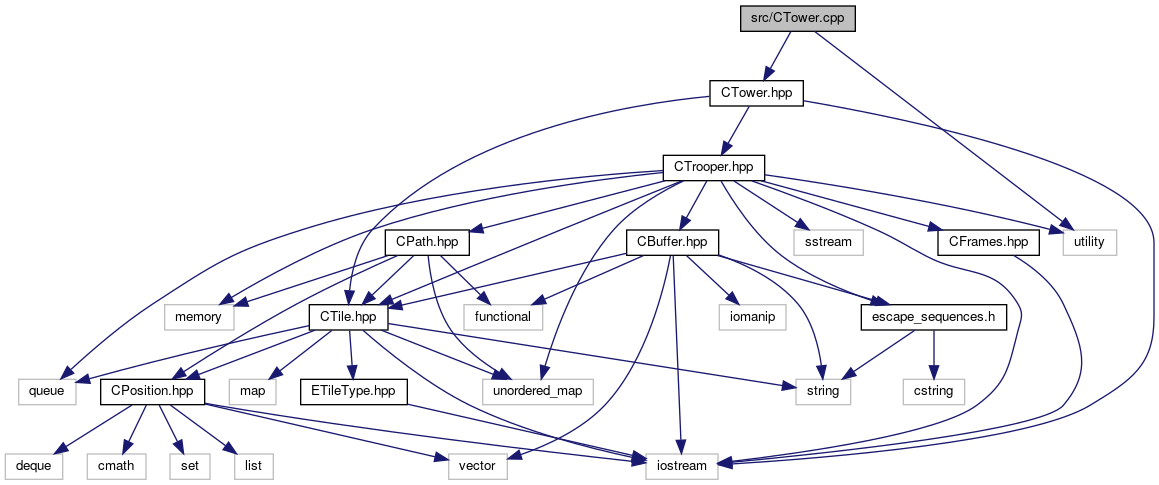 src/CTower.cpp
CTower.hpp
CTrooper.hpp
CPath.hpp
CBuffer.hpp
sstream
CFrames.hpp
utility
memory
CTile.hpp
functional
iomanip
escape_sequences.h
queue
CPosition.hpp
map
ETileType.hpp
unordered_map
string
cstring
deque
cmath
set
list
vector
iostream